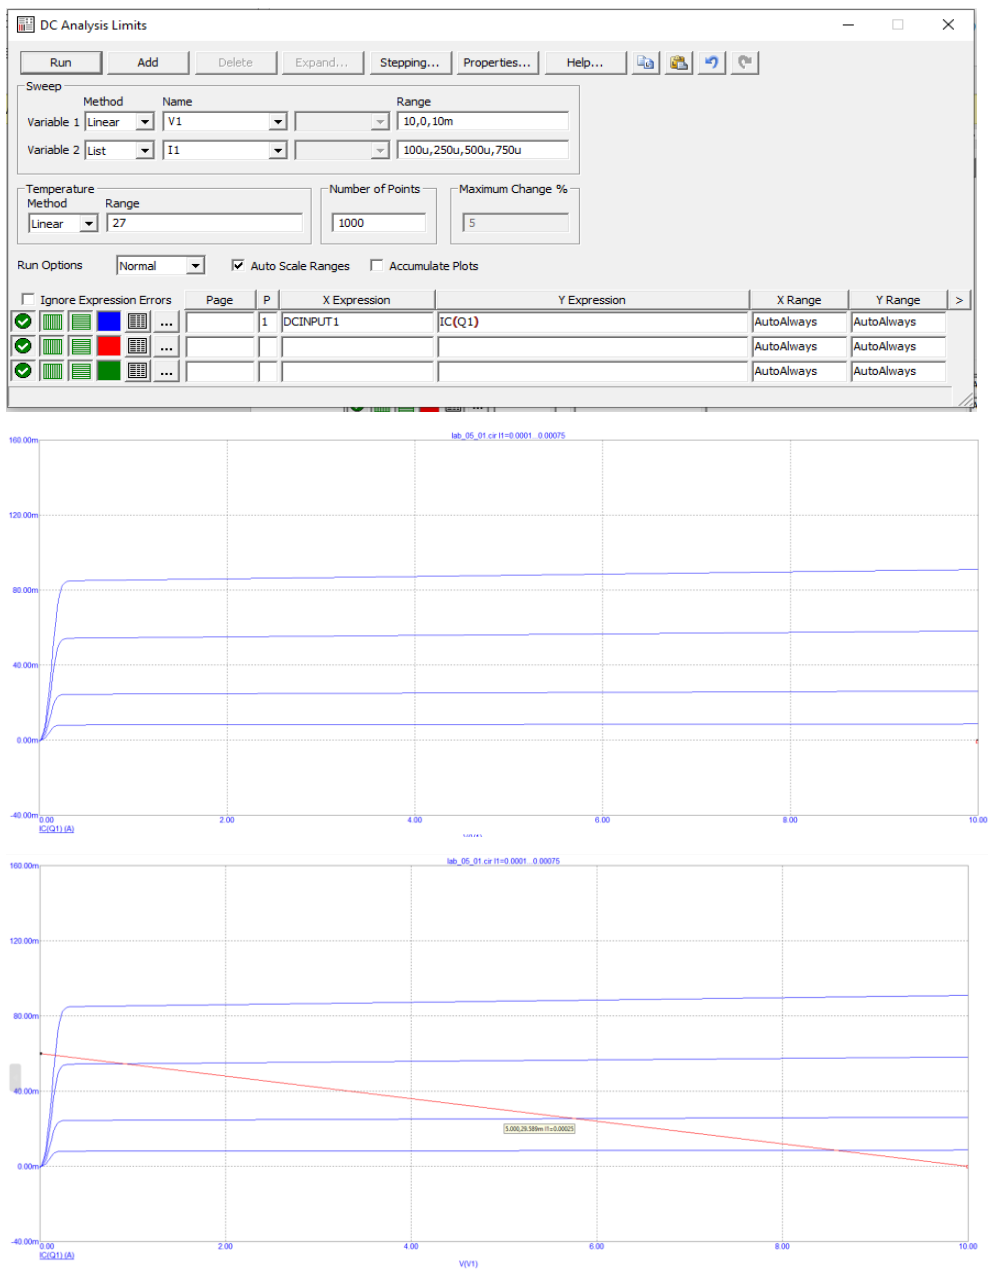 DC Analysis Limits
Run Add Delete Expand... Stepping... Properties... Help...
Sweep
Method Name Range
Variable 1 Linear V1 10,0,10m
Variable 2 List I1 100u,250u,500u,750u
Temperature Number of Points Maximum Change %
Method Range
Linear 27 1000 5
Run Options Normal Auto Scale Ranges Accumulate Plots
Ignore Expression Errors Page P X Expression Y Expression X Range Y Range >
... 1 DCINPUT1 IC(Q1) AutoAlways AutoAlways
... AutoAlways AutoAlways
... AutoAlways AutoAlways
lab_05_01.cir I1=0.0001...0.00075
160.00m
120.00m
80.00m
40.00m
0.00m
-40.00m
0.00 2.00 4.00 6.00 8.00 10.00
IC(Q1) (A)
lab_05_01.cir I1=0.0001...0.00075
160.00m
120.00m
80.00m
40.00m
5.000,29.589m I1=0.00025
0.00m
-40.00m
0.00 2.00 4.00 6.00 8.00 10.00
IC(Q1) (A)
V(V1)